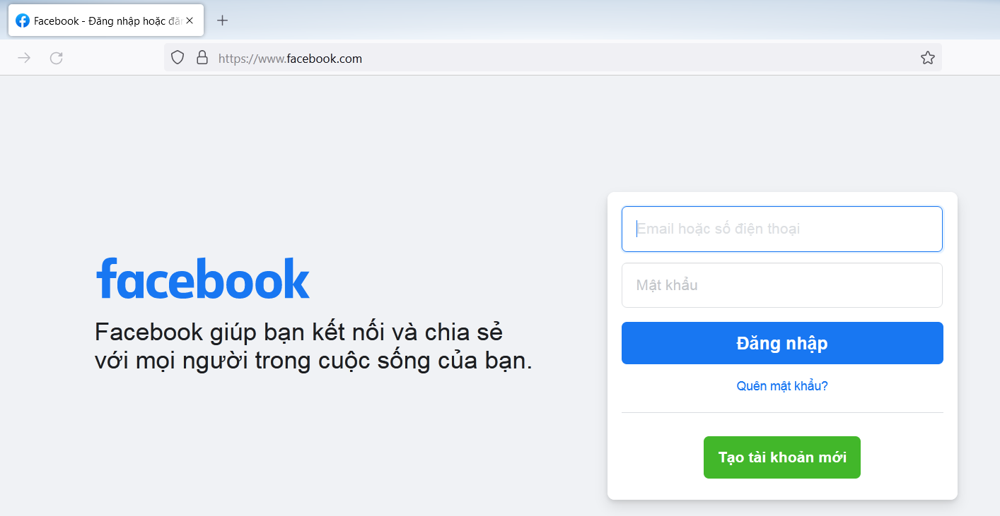 Facebook - Đăng nhập hoặc đăn
https://www.facebook.com
facebook
Facebook giúp bạn kết nối và chia sẻ
với mọi người trong cuộc sống của bạn.
Email hoặc số điện thoại
Mật khẩu
Đăng nhập
Quên mật khẩu?
Tạo tài khoản mới